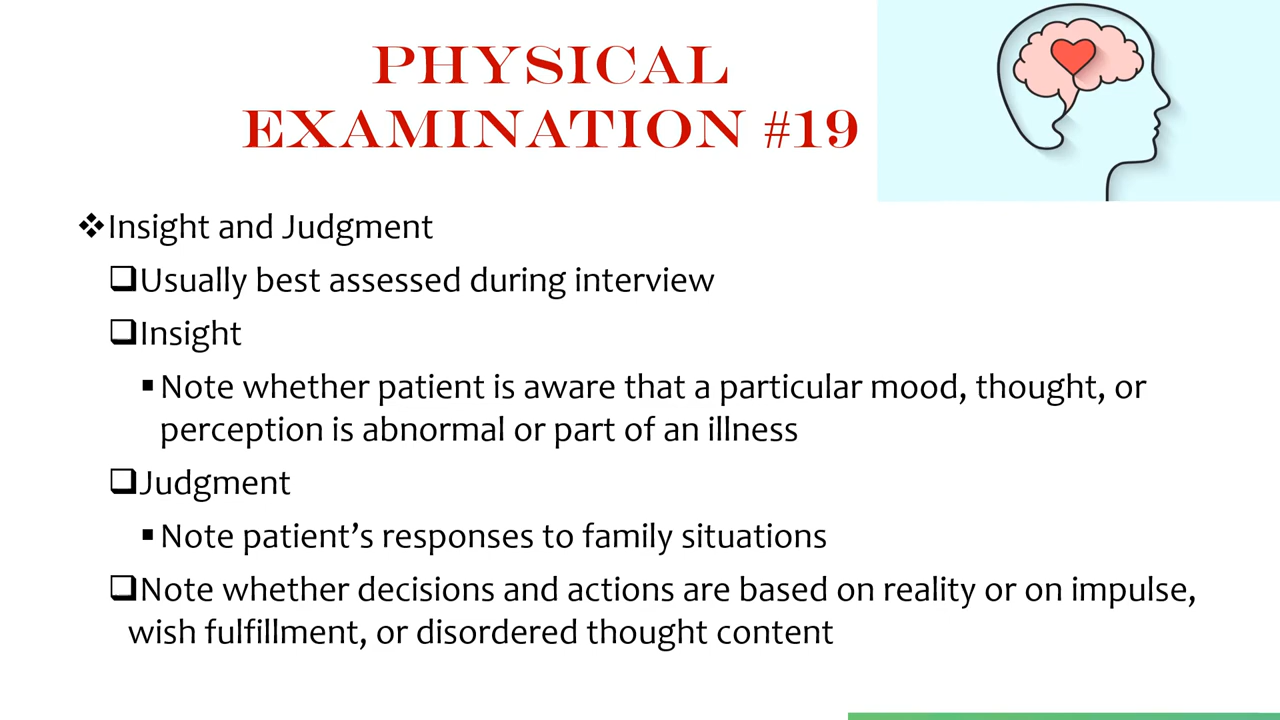 PHYSICAL
EXAMINATION #19
❖Insight and Judgment
❑Usually best assessed during interview
❑Insight
▪Note whether patient is aware that a particular mood, thought, or
perception is abnormal or part of an illness
❑Judgment
▪Note patient’s responses to family situations
❑Note whether decisions and actions are based on reality or on impulse,
wish fulfillment, or disordered thought content